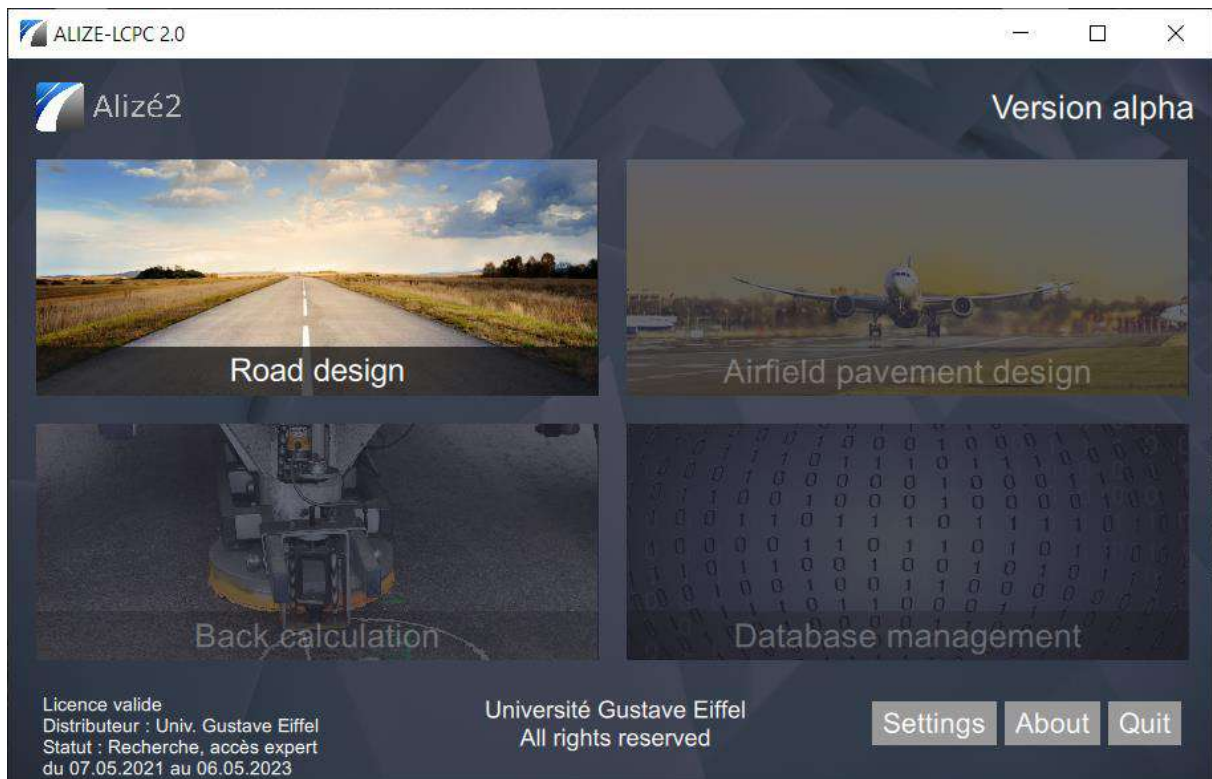 ALIZE-LCPC 2.0
Alizé2
Version alpha
Road design
Airfield pavement design
Back calculation
Database management
Licence valide
Distributeur : Univ. Gustave Eiffel
Statut : Recherche, accès expert
du 07.05.2021 au 06.05.2023
Université Gustave Eiffel
All rights reserved
Settings
About
Quit